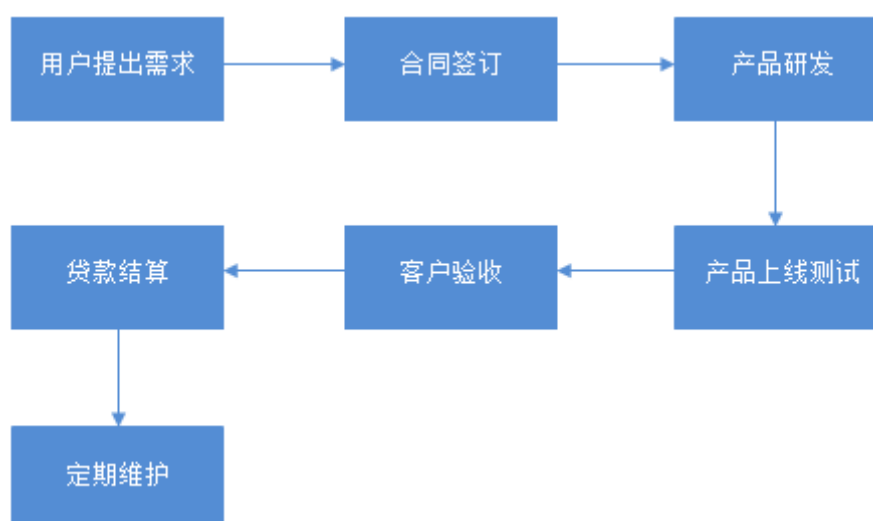 用户提出需求
合同签订
产品研发
产品上线测试
客户验收
贷款结算
定期维护